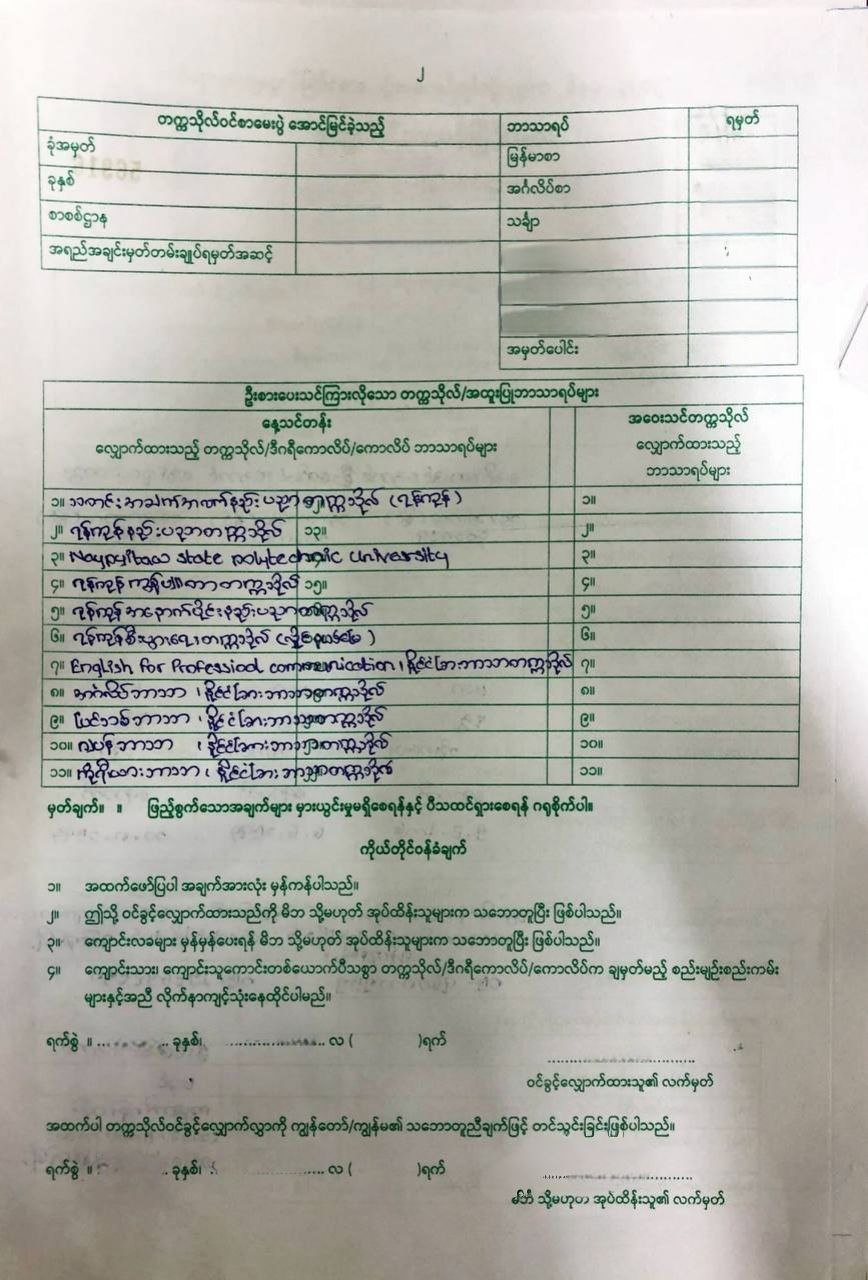 ၂
တက္ကသိုလ်ဝင်စာမေးပွဲ အောင်မြင်ခဲ့သည့် ဘာသာရပ် ရမှတ်
ခုံအမှတ် မြန်မာစာ
ခုနှစ် အင်္ဂလိပ်စာ
စာစစ်ဌာန သင်္ချာ
အရည်အချင်းမှတ်တမ်းချုပ်ရမှတ်အဆင့်
အမှတ်ပေါင်း
ဦးစားပေးသင်ကြားလိုသော တက္ကသိုလ်/အထူးပြုဘာသာရပ်များ
နေ့သင်တန်း
လျှောက်ထားသည့် တက္ကသိုလ်/ဒီဂရီကောလိပ်/ကောလိပ် ဘာသာရပ်များ
အဝေးသင်တက္ကသိုလ်
လျှောက်ထားသည့်
ဘာသာရပ်များ
၁။ သတင်းအချက်အလက်နည်းပညာတက္ကသိုလ် (ရန်ကုန်) ၁။
၂။ ရန်ကုန်နည်းပညာတက္ကသိုလ် ၁၃။ ၂။
၃။ Naypyitaw state polytechnic University ၃။
၄။ ရန်ကုန်ကွန်ပျူတာတက္ကသိုလ် ၁၅။ ၄။
၅။ ရန်ကုန်အနောက်ပိုင်းနည်းပညာတက္ကသိုလ် ၅။
၆။ ရန်ကုန်စီးပွားရေးတက္ကသိုလ် ၆။
၇။ English for Professiod communication၊ နိုင်ငံခြားဘာသာတက္ကသိုလ် ၇။
၈။ အင်္ဂလိပ်ဘာသာ ၊ နိုင်ငံခြားဘာသာတက္ကသိုလ် ၈။
၉။ ပြင်သစ်ဘာသာ ၊ နိုင်ငံခြားဘာသာတက္ကသိုလ် ၉။
၁၀။ ဂျပန်ဘာသာ ၊ နိုင်ငံခြားဘာသာတက္ကသိုလ် ၁၀။
၁၁။ ကိုရီးယားဘာသာ ၊ နိုင်ငံခြားဘာသာတက္ကသိုလ် ၁၁။
မှတ်ချက်။ ။ ဖြည့်စွက်သောအချက်များ မှားယွင်းမှုမရှိစေရန်နှင့် ပီသထင်ရှားစေရန် ဂရုစိုက်ပါ။
ကိုယ်တိုင်ဝန်ခံချက်
၁။ အထက်ဖော်ပြပါ အချက်အားလုံး မှန်ကန်ပါသည်။
၂။ ဤသို့ ဝင်ခွင့်လျှောက်ထားသည်ကို မိဘ သို့မဟုတ် အုပ်ထိန်းသူများက သဘောတူပြီး ဖြစ်ပါသည်။
၃။ ကျောင်းလခများ မှန်မှန်ပေးရန် မိဘ သို့မဟုတ် အုပ်ထိန်းသူများက သဘောတူပြီး ဖြစ်ပါသည်။
၄။ ကျောင်းသား၊ ကျောင်းသူကောင်းတစ်ယောက်ပီသစွာ တက္ကသိုလ်/ဒီဂရီကောလိပ်/ကောလိပ်က ချမှတ်မည့် စည်းမျဉ်းစည်းကမ်း
များနှင့်အညီ လိုက်နာကျင့်သုံးနေထိုင်ပါမည်။
ရက်စွဲ ။ ........... ခုနှစ်၊ .................. လ ( )ရက်
ဝင်ခွင့်လျှောက်ထားသူ၏ လက်မှတ်
အထက်ပါ တက္ကသိုလ်ဝင်ခွင့်လျှောက်လွှာကို ကျွန်တော်/ကျွန်မ၏ သဘောတူညီချက်ဖြင့် တင်သွင်းခြင်းဖြစ်ပါသည်။
ရက်စွဲ ။ ........... ခုနှစ်၊ .................. လ ( )ရက်
မိဘ သို့မဟုတ် အုပ်ထိန်းသူ၏ လက်မှတ်